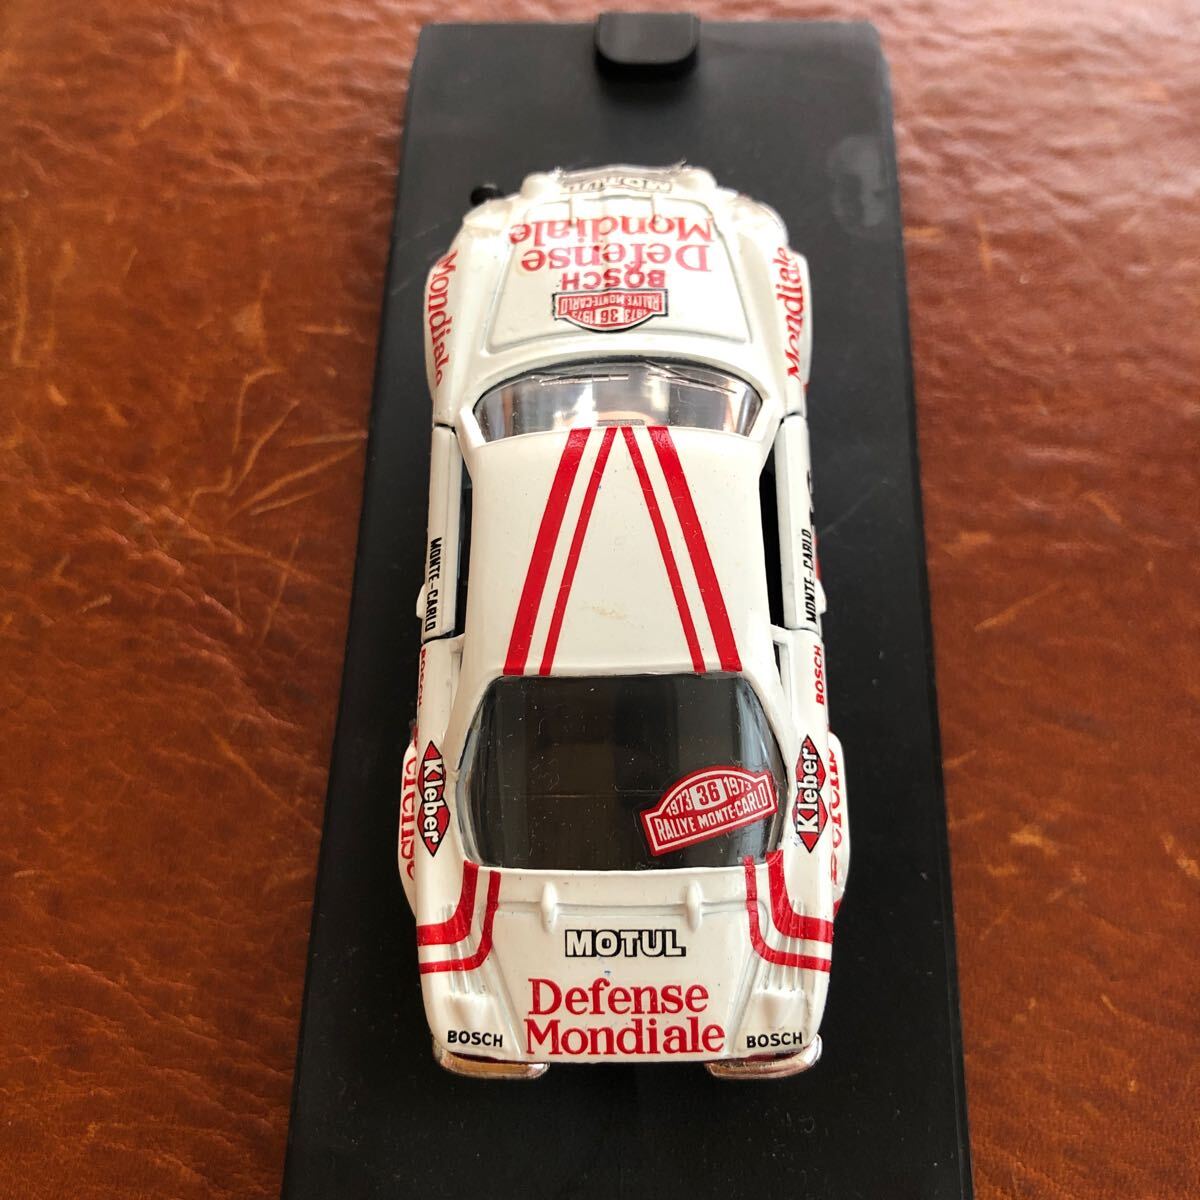 MOTUL
Mondiale
Defense
BOSCH
RALLYE MONTE-CARLO
1973 36 1973
Mondiale
Mondiale
MONTE-CARLO
MONTE-CARLO
BOSCH
BOSCH
Kleber
Kleber
1973 36 1973
RALLYE MONTE-CARLO
MOTUL
Defense
Mondiale
BOSCH
BOSCH